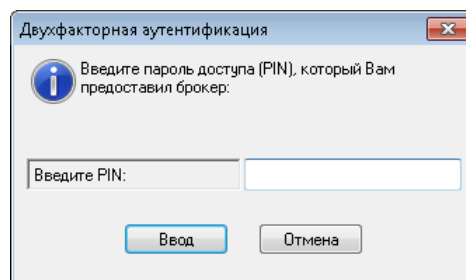 Двухфакторная аутентификация
Введите пароль доступа (PIN), который Вам
предоставил брокер:
Введите PIN:
Ввод
Отмена